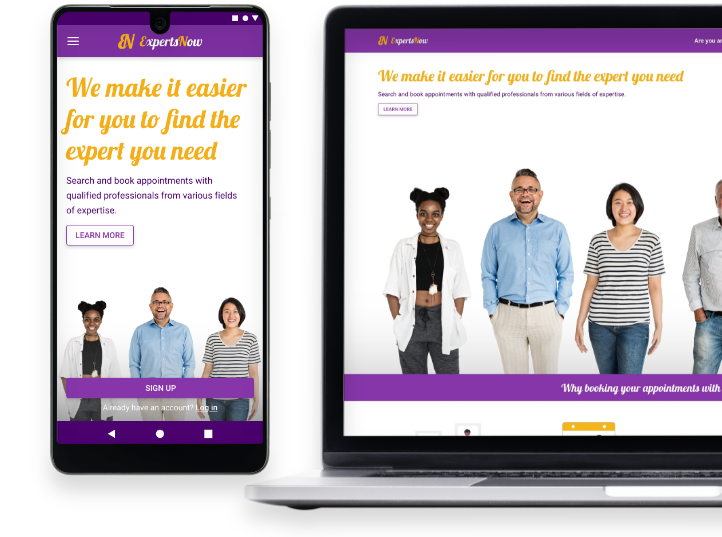 EN ExpertsNow
We make it easier
for you to find the
expert you need
Search and book appointments with
qualified professionals from various fields
of expertise.
LEARN MORE
SIGN UP
Already have an account? Log in
EN ExpertsNow
Are you an
We make it easier for you to find the expert you need
Search and book appointments with qualified professionals from various fields of expertise.
LEARN MORE
Why booking your appointments with